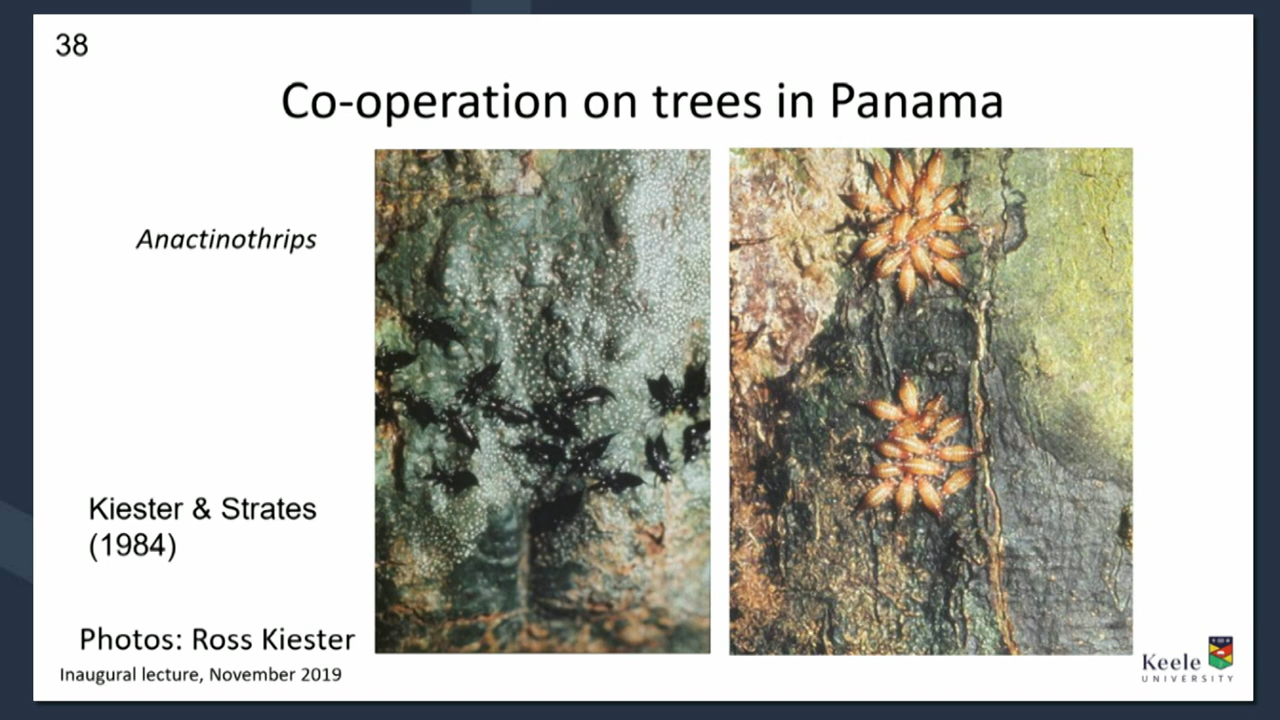 38
Co-operation on trees in Panama
Anactinothrips
Kiester & Strates
(1984)
Photos: Ross Kiester
Inaugural lecture, November 2019
Keele
UNIVERSITY